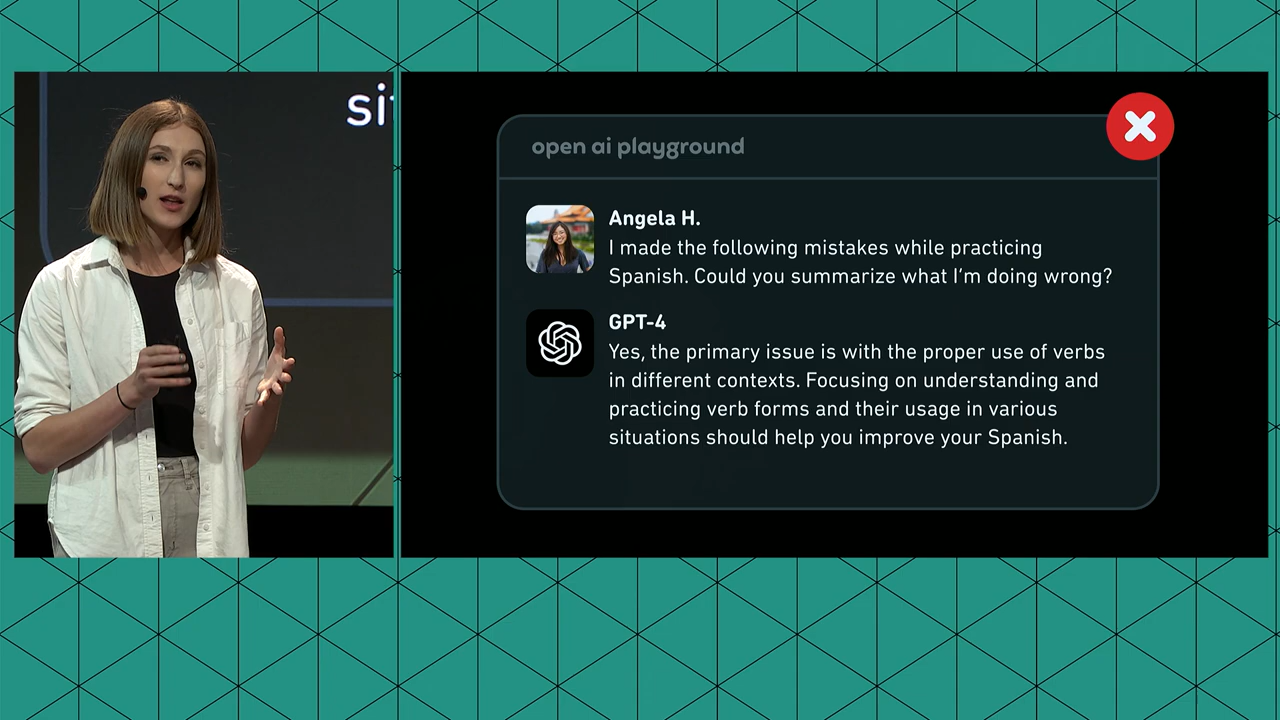 open ai playground
Angela H.
I made the following mistakes while practicing
Spanish. Could you summarize what I'm doing wrong?
GPT-4
Yes, the primary issue is with the proper use of verbs
in different contexts. Focusing on understanding and
practicing verb forms and their usage in various
situations should help you improve your Spanish.